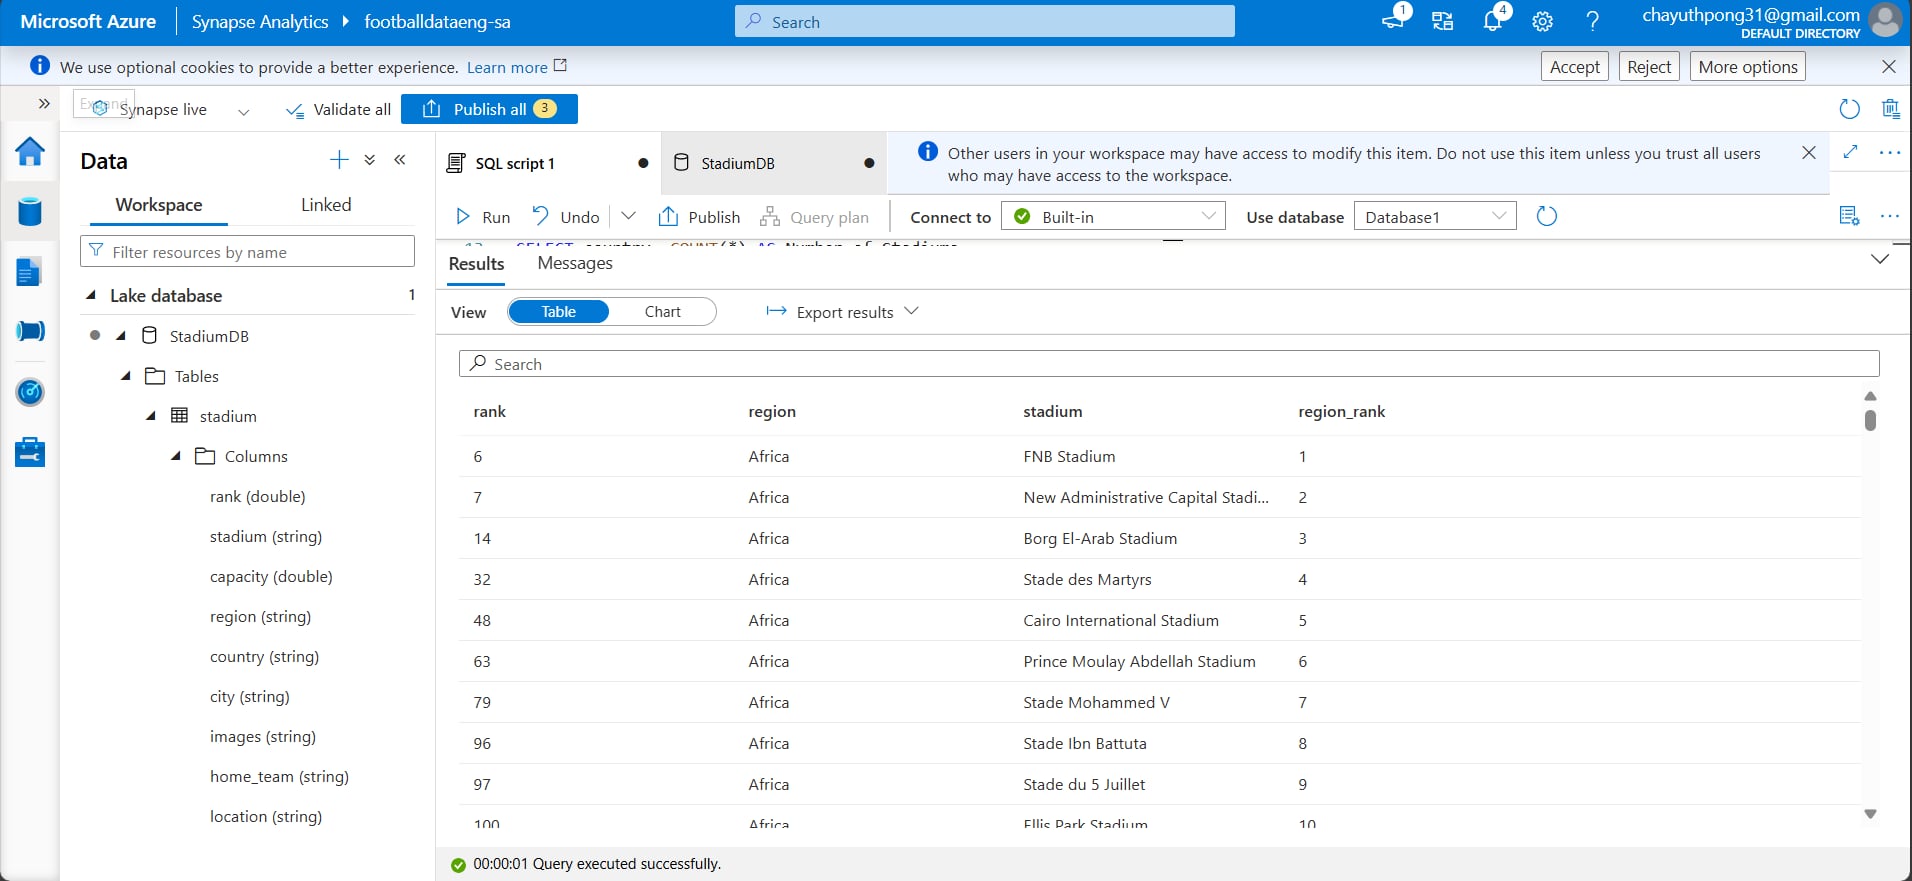 Microsoft Azure Synapse Analytics footballdataeng-sa Search 1 4 ? chayuthpong31@gmail.com
DEFAULT DIRECTORY
We use optional cookies to provide a better experience. Learn more Accept Reject More options
Synapse live Validate all Publish all 3
Expand
Data
Workspace Linked
Filter resources by name
Lake database 1
StadiumDB
Tables
stadium
Columns
rank (double)
stadium (string)
capacity (double)
region (string)
country (string)
city (string)
images (string)
home_team (string)
location (string)
SQL script 1 StadiumDB
Other users in your workspace may have access to modify this item. Do not use this item unless you trust all users
who may have access to the workspace.
Run Undo Publish Query plan Connect to Built-in Use database Database1
SELECT country, COUNT(*) AS Number_of_Stadiums
Results Messages
View Table Chart Export results
Search
rank region stadium region_rank
6 Africa FNB Stadium 1
7 Africa New Administrative Capital Stadi... 2
14 Africa Borg El-Arab Stadium 3
32 Africa Stade des Martyrs 4
48 Africa Cairo International Stadium 5
63 Africa Prince Moulay Abdellah Stadium 6
79 Africa Stade Mohammed V 7
96 Africa Stade Ibn Battuta 8
97 Africa Stade du 5 Juillet 9
100 Africa Ellis Park Stadium 10
00:00:01 Query executed successfully.